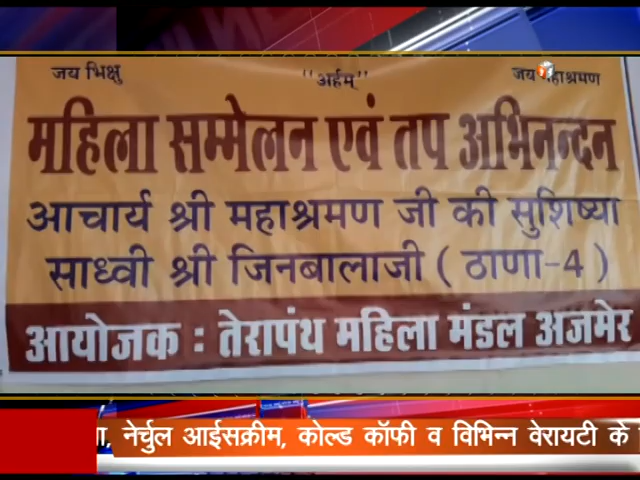 जय भिक्षु
"अर्हम्"
जय महाश्रमण
महिला सम्मेलन एवं तप अभिनन्दन
आचार्य श्री महाश्रमण जी की सुशिष्या
साध्वी श्री जिनबालाजी ( ठाणा-4 )
आयोजक : तेरापंथ महिला मंडल अजमेर
नेर्चुल आईसक्रीम, कोल्ड कॉफी व विभिन्न वेरायटी के